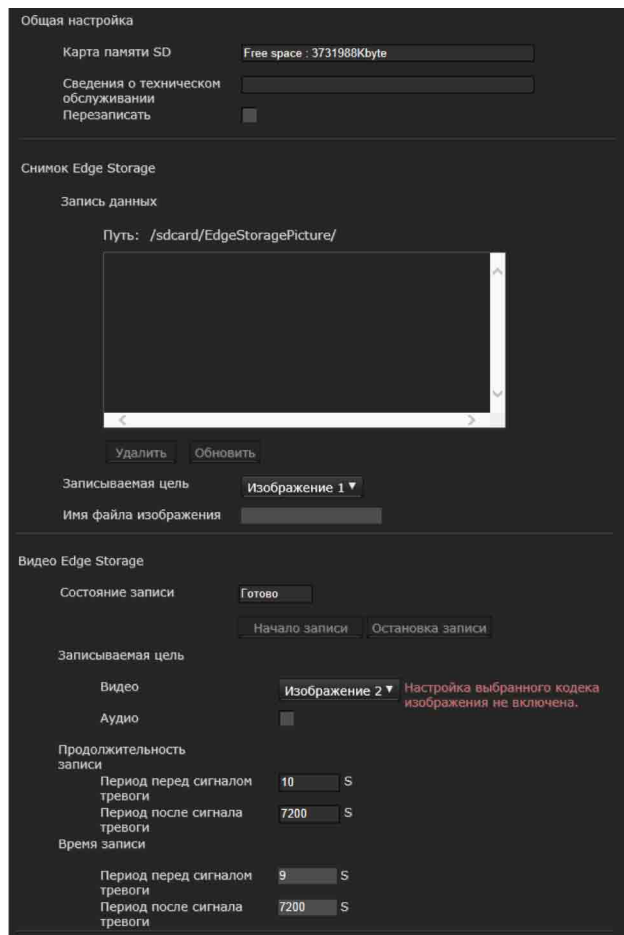 Общая настройка
Карта памяти SD
Free space : 3731988Kbyte
Сведения о техническом
обслуживании
Перезаписать
Снимок Edge Storage
Запись данных
Путь: /sdcard/EdgeStoragePicture/
Удалить Обновить
Записываемая цель Изображение 1
Имя файла изображения
Видео Edge Storage
Состояние записи Готово
Начало записи Остановка записи
Записываемая цель
Видео Изображение 2 Настройка выбранного кодека
изображения не включена.
Аудио
Продолжительность
записи
Период перед сигналом
тревоги
10 S
Период после сигнала
тревоги
7200 S
Время записи
Период перед сигналом
тревоги
9 S
Период после сигнала
тревоги
7200 S